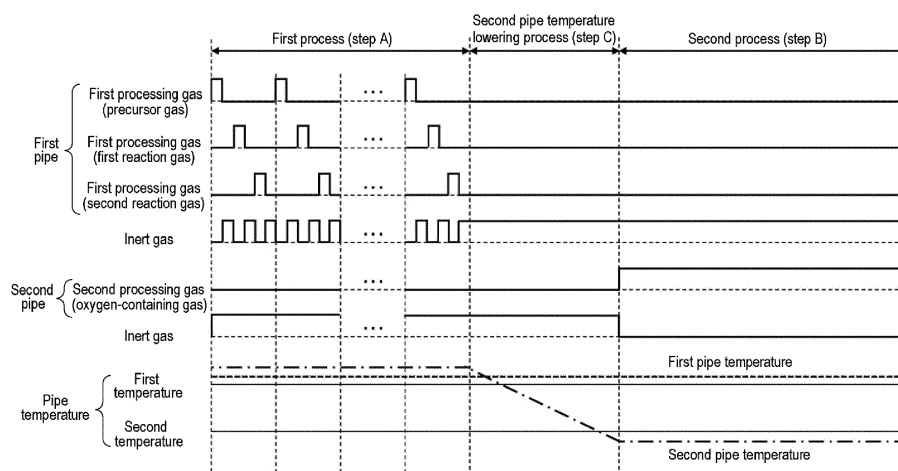 Second pipe temperature
First process (step A)
lowering process (step C)
Second process (step B)
First processing gas
(precursor gas)
...
First
pipe
First processing gas
(first reaction gas)
...
First processing gas
(second reaction gas)
...
Inert gas
...
Second
pipe
Second processing gas
(oxygen-containing gas)
...
Inert gas
...
First pipe temperature
Pipe
temperature
First
temperature
Second
temperature
Second pipe temperature